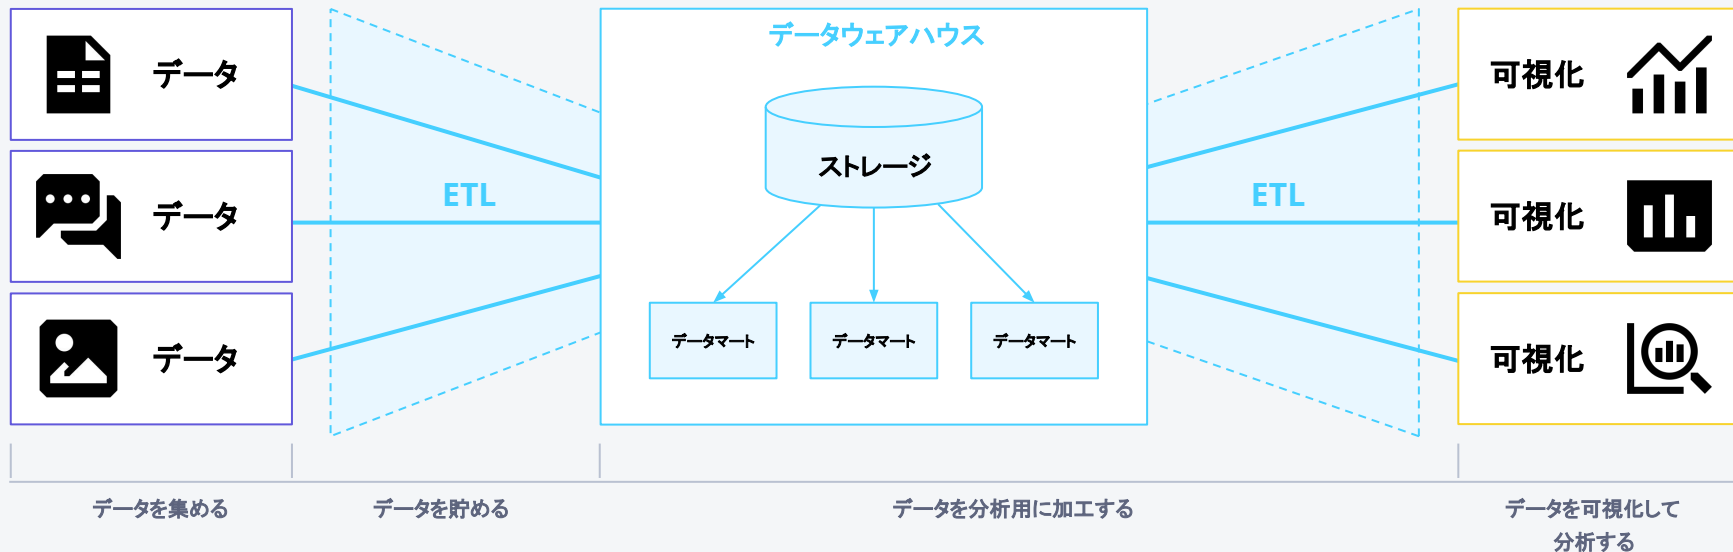 データウェアハウス
データ
データ
データ
ETL
ストレージ
データマート
データマート
データマート
ETL
可視化
可視化
可視化
データを集める
データを貯める
データを分析用に加工する
データを可視化して
分析する